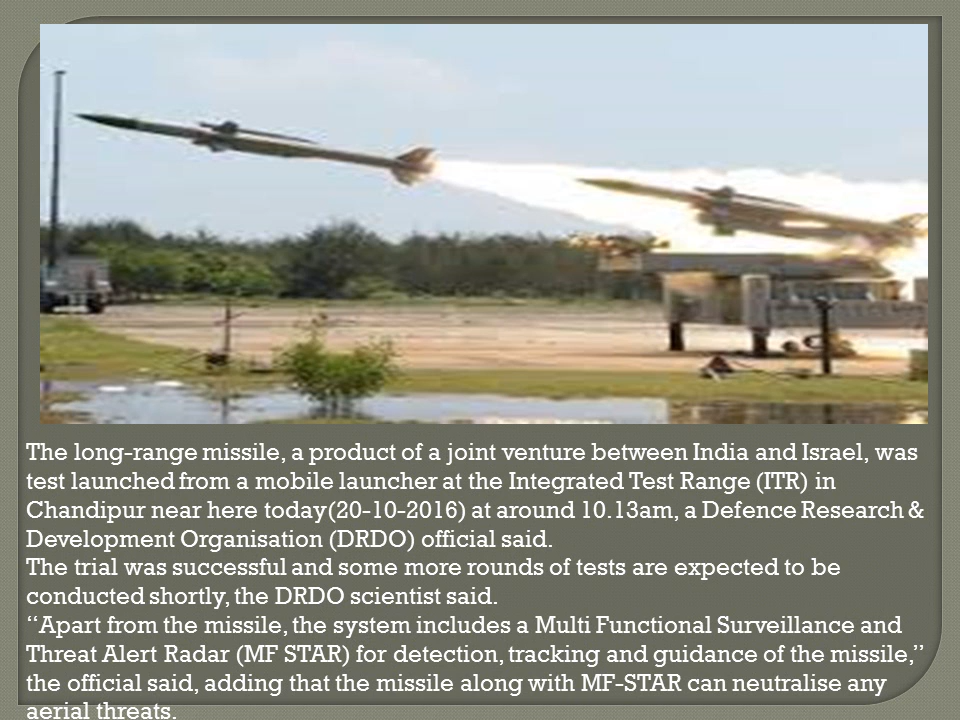 The long-range missile, a product of a joint venture between India and Israel, was
test launched from a mobile launcher at the Integrated Test Range (ITR) in
Chandipur near here today(20-10-2016) at around 10.13am, a Defence Research &
Development Organisation (DRDO) official said.
The trial was successful and some more rounds of tests are expected to be
conducted shortly, the DRDO scientist said.
“Apart from the missile, the system includes a Multi Functional Surveillance and
Threat Alert Radar (MF STAR) for detection, tracking and guidance of the missile,”
the official said, adding that the missile along with MF-STAR can neutralise any
aerial threats.